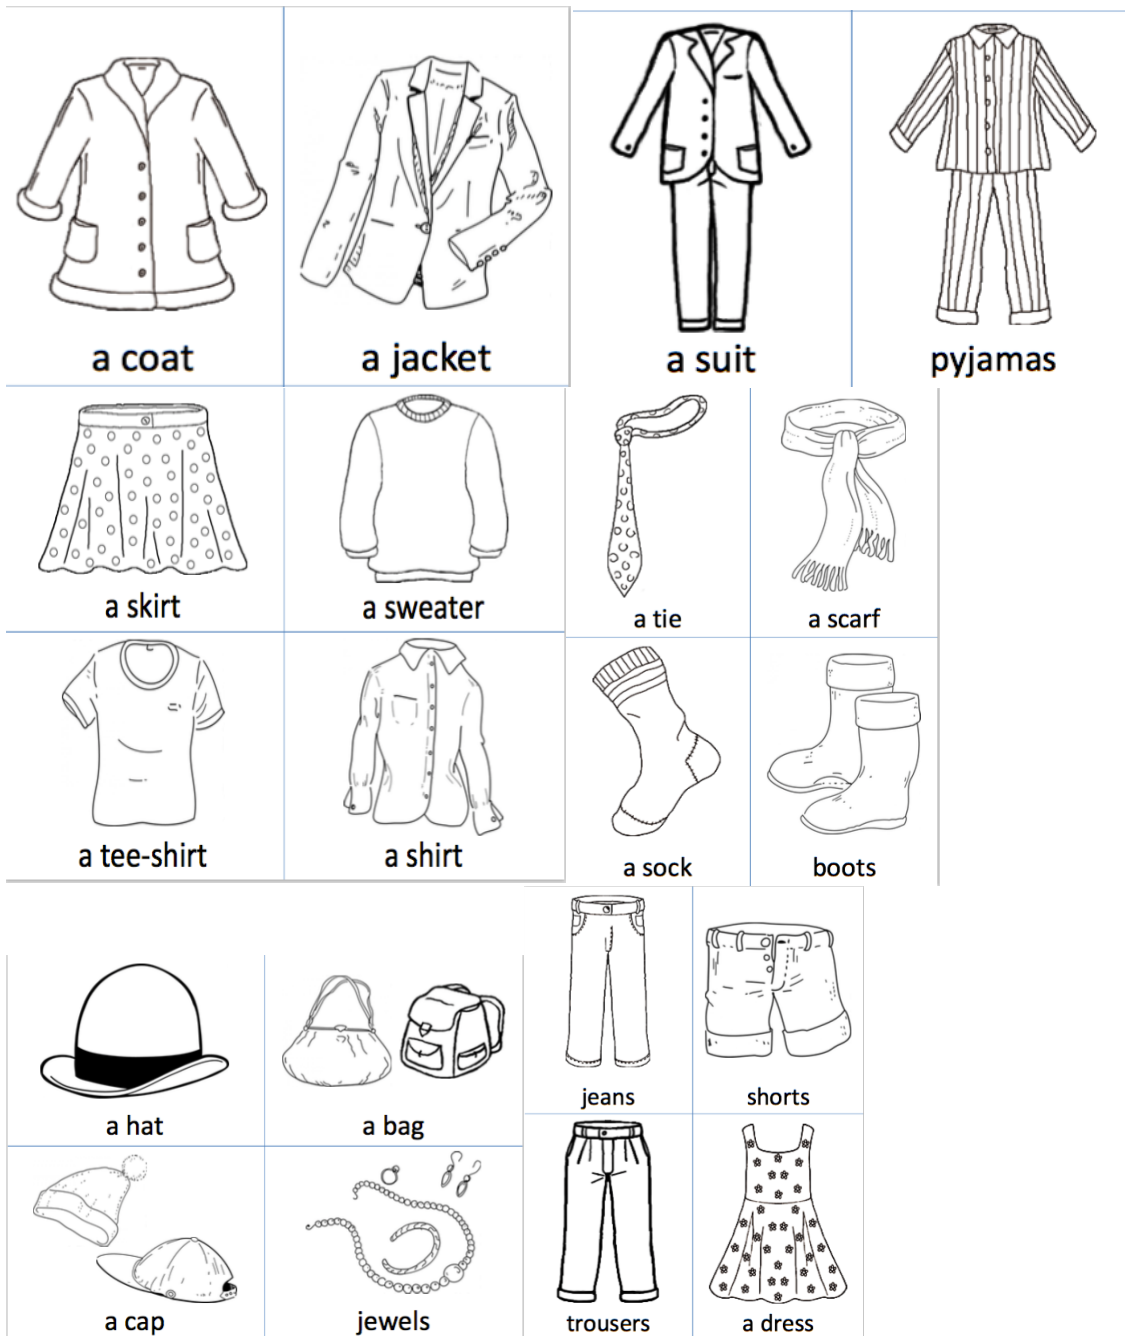 a coat
a jacket
a suit
pyjamas
a skirt
a sweater
a tie
a scarf
a tee-shirt
a shirt
a sock
boots
a hat
a bag
jeans
shorts
a cap
jewels
trousers
a dress